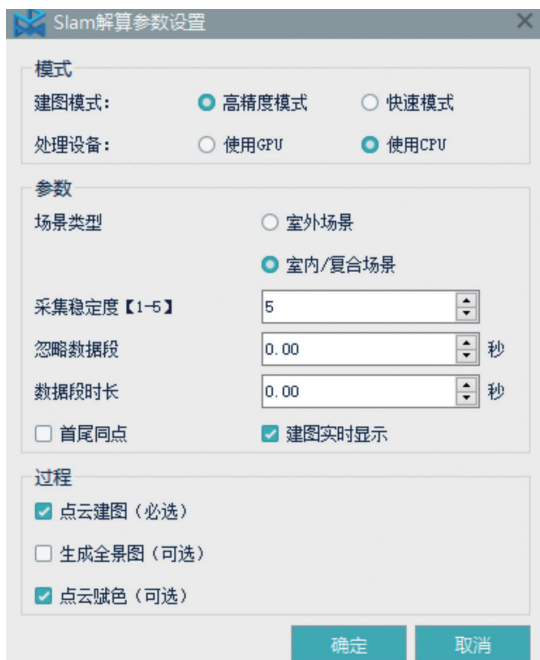 Slam解算参数设置
模式
建图模式： 高精度模式 快速模式
处理设备： 使用GPU 使用CPU
参数
场景类型 室外场景
室内/复合场景
采集稳定度【1-5】 5
忽略数据段 0.00 秒
数据段时长 0.00 秒
首尾同点 建图实时显示
过程
点云建图（必选）
生成全景图（可选）
点云赋色（可选）
确定 取消